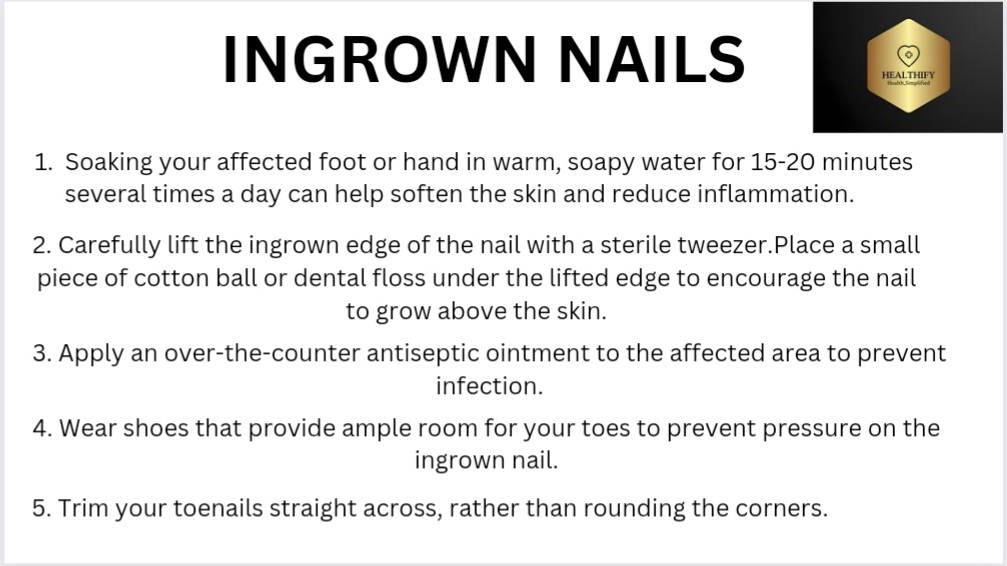 INGROWN NAILS
HEALTHIFY
Health,Simplified
1. Soaking your affected foot or hand in warm, soapy water for 15-20 minutes
several times a day can help soften the skin and reduce inflammation.
2. Carefully lift the ingrown edge of the nail with a sterile tweezer.Place a small
piece of cotton ball or dental floss under the lifted edge to encourage the nail
to grow above the skin.
3. Apply an over-the-counter antiseptic ointment to the affected area to prevent
infection.
4. Wear shoes that provide ample room for your toes to prevent pressure on the
ingrown nail.
5. Trim your toenails straight across, rather than rounding the corners.